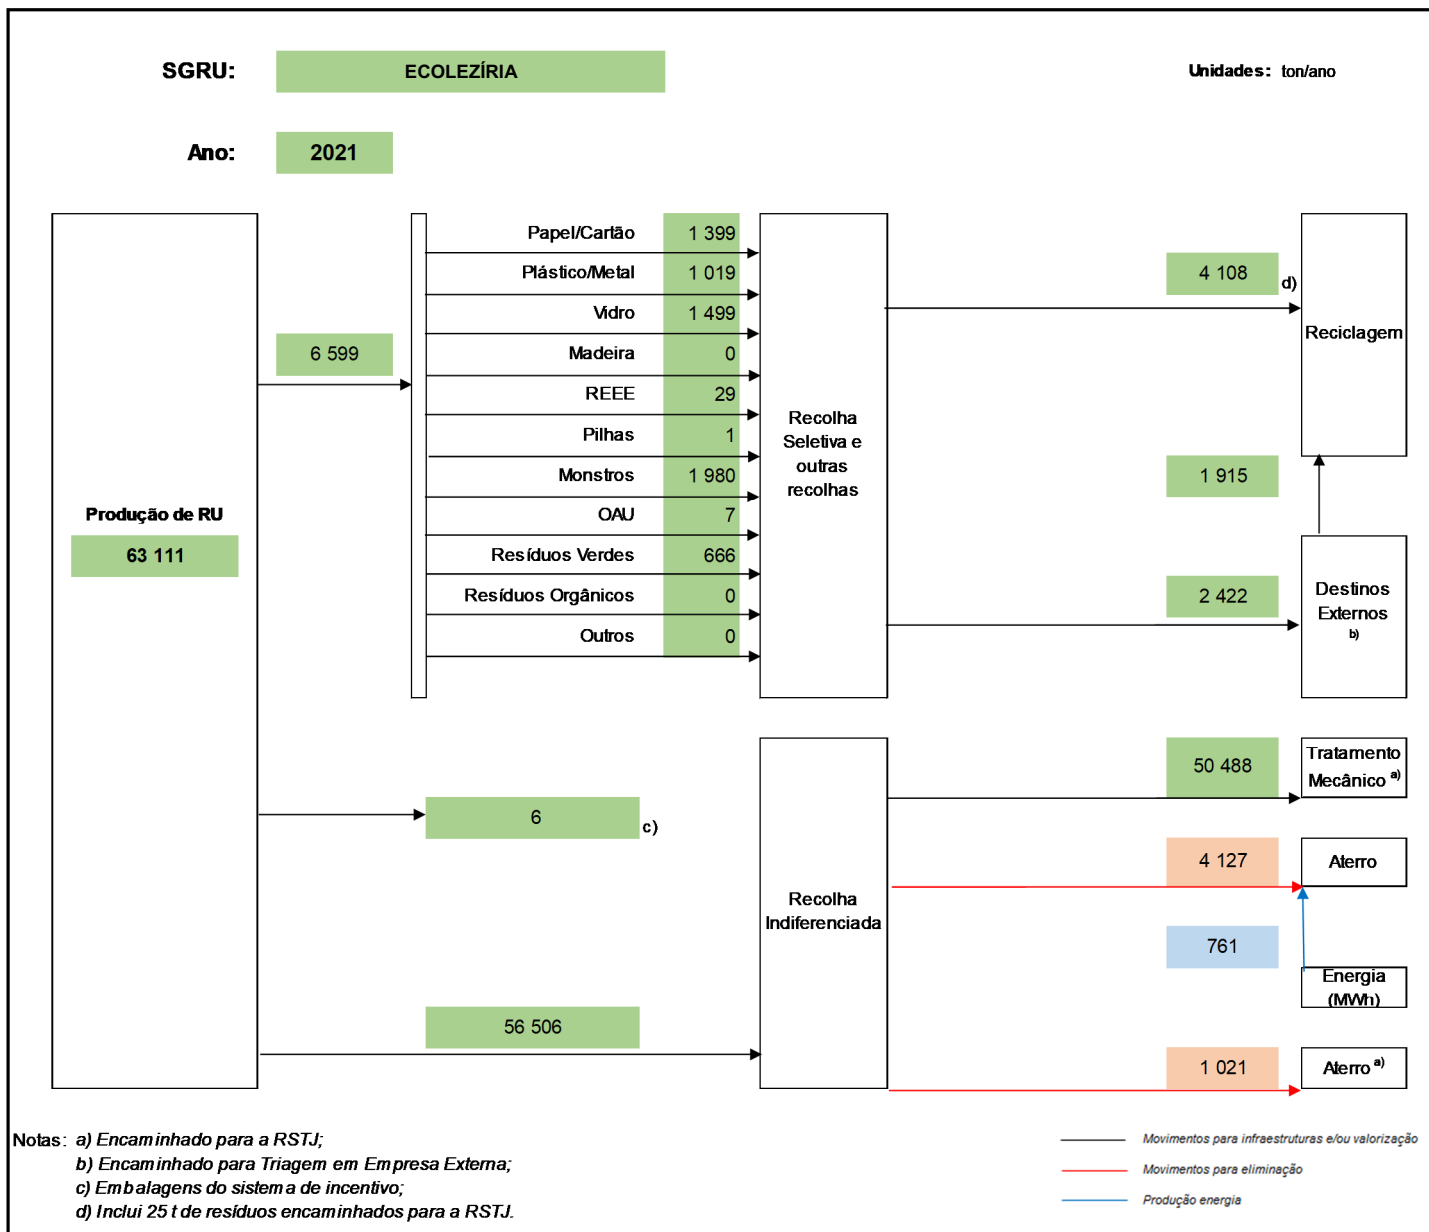 SGRU:
ECOLEZÍRIA
Unidades: ton/ano
Ano:
2021
Papel/Cartão 1 399
Plástico/Metal 1 019
Vidro 1 499
Madeira 0
REEE 29
Pilhas 1
Monstros 1 980
OAU 7
Resíduos Verdes 666
Resíduos Orgânicos 0
Outros 0
6 599
Produção de RU
63 111
Recolha
Seletiva e
outras
recolhas
4 108
d)
Reciclagem
1 915
2 422
Destinos
Externos
b)
6
c)
56 506
Recolha
Indiferenciada
50 488
Tratamento
Mecânico a)
4 127
Aterro
761
Energia
(MWh)
1 021
Aterro a)
Notas: a) Encaminhado para a RSTJ;
b) Encaminhado para Triagem em Empresa Externa;
c) Embalagens do sistema de incentivo;
d) Inclui 25 t de resíduos encaminhados para a RSTJ.
Movimentos para infraestruturas e/ou valorização
Movimentos para eliminação
Produção energia